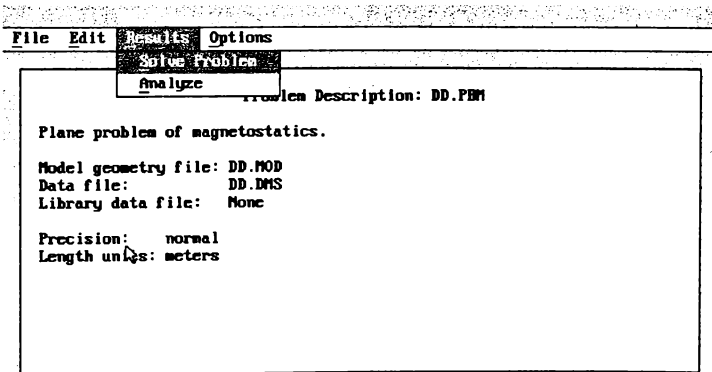 File Edit Results Options
Solve Problem
Analyze
Problem Description: DD.PBM
Plane problem of magnetostatics.
Model geometry file: DD.MOD
Data file: DD.DMS
Library data file: None
Precision: normal
Length units: meters